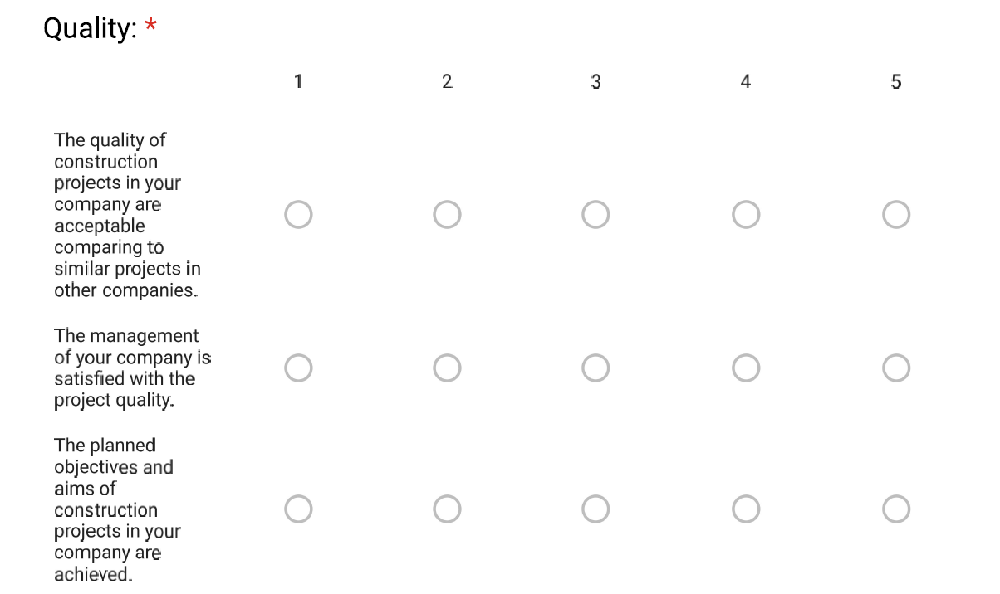 Quality: *
1 2 3 4 5
The quality of
construction
projects in your
company are
acceptable
comparing to
similar projects in
other companies.
The management
of your company is
satisfied with the
project quality.
The planned
objectives and
aims of
construction
projects in your
company are
achieved.